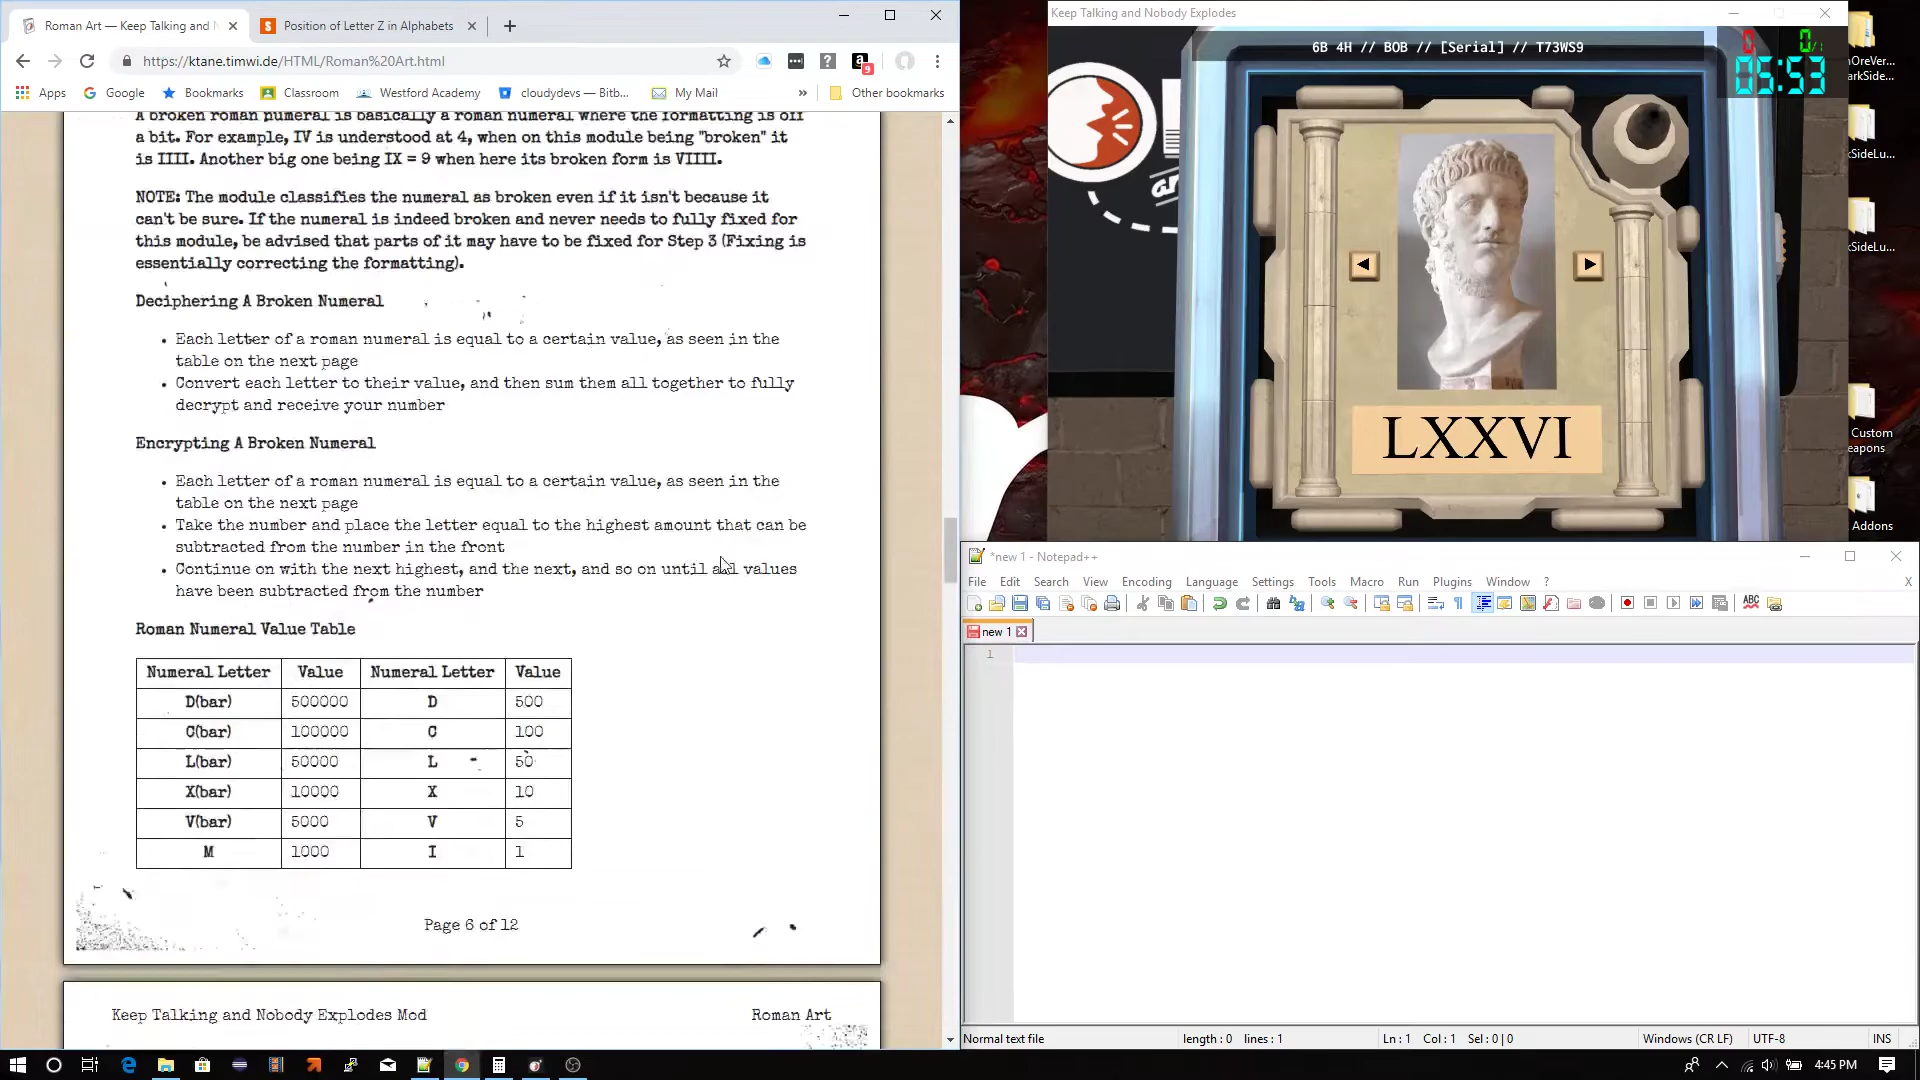 Roman Art — Keep Talking and N
Position of Letter Z in Alphabets
https://ktane.timwi.de/HTML/Roman%20Art.html
9
Apps
Google
Bookmarks
Classroom
Westford Academy
cloudydevs — Bitb...
My Mail
»
Other bookmarks
A broken roman numeral is basically a roman numeral where the formatting is off
a bit. For example, IV is understood at 4, when on this module being "broken" it
is IIII. Another big one being IX = 9 when here its broken form is VIIII.
NOTE: The module classifies the numeral as broken even if it isn't because it
can't be sure. If the numeral is indeed broken and never needs to fully fixed for
this module, be advised that parts of it may have to be fixed for Step 3 (Fixing is
essentially correcting the formatting).
Deciphering A Broken Numeral
• Each letter of a roman numeral is equal to a certain value, as seen in the
table on the next page
• Convert each letter to their value, and then sum them all together to fully
decrypt and receive your number
Encrypting A Broken Numeral
• Each letter of a roman numeral is equal to a certain value, as seen in the
table on the next page
• Take the number and place the letter equal to the highest amount that can be
subtracted from the number in the front
• Continue on with the next highest, and the next, and so on until all values
have been subtracted from the number
Roman Numeral Value Table
Numeral Letter Value Numeral Letter Value
D(bar) 500000 D 500
C(bar) 100000 C 100
L(bar) 50000 L 50
X(bar) 10000 X 10
V(bar) 5000 V 5
M 1000 I 1
Page 6 of 12
Keep Talking and Nobody Explodes Mod
Roman Art
Keep Talking and Nobody Explodes
6B 4H // BOB // [Serial] // T73WS9
0
0/1
05:53
LXXVI
nOreVer...
arkSide...
kSideLu...
kSideLu...
Custom
eapons
Addons
*new 1 - Notepad++
File Edit Search View Encoding Language Settings Tools Macro Run Plugins Window ?
X
ABC
new 1
1
Normal text file
length : 0 lines : 1
Ln : 1 Col : 1 Sel : 0 | 0
Windows (CR LF)
UTF-8
INS
4:45 PM